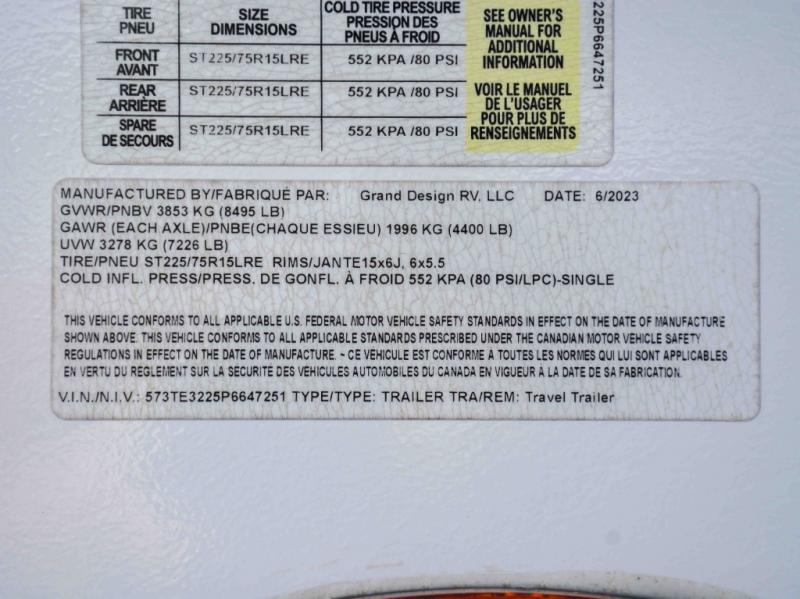 TIRE SIZE COLD TIRE PRESSURE
PNEU DIMENSIONS PRESSION DES
PNEUS À FROID
FRONT ST225/75R15LRE 552 KPA /80 PSI
AVANT
REAR ST225/75R15LRE 552 KPA /80 PSI
ARRIÈRE
SPARE ST225/75R15LRE 552 KPA /80 PSI
DE SECOURS
SEE OWNER'S
MANUAL FOR
ADDITIONAL
INFORMATION
VOIR LE MANUEL
DE L'USAGER
POUR PLUS DE
RENSEIGNEMENTS
225P6647251
MANUFACTURED BY/FABRIQUÉ PAR: Grand Design RV, LLC DATE: 6/2023
GVWR/PNBV 3853 KG (8495 LB)
GAWR (EACH AXLE)/PNBE(CHAQUE ESSIEU) 1996 KG (4400 LB)
UVW 3278 KG (7226 LB)
TIRE/PNEU ST225/75R15LRE RIMS/JANTE15x6J, 6x5.5
COLD INFL. PRESS/PRESS. DE GONFL. À FROID 552 KPA (80 PSI/LPC)-SINGLE
THIS VEHICLE CONFORMS TO ALL APPLICABLE U.S. FEDERAL MOTOR VEHICLE SAFETY STANDARDS IN EFFECT ON THE DATE OF MANUFACTURE
SHOWN ABOVE. THIS VEHICLE CONFORMS TO ALL APPLICABLE STANDARDS PRESCRIBED UNDER THE CANADIAN MOTOR VEHICLE SAFETY
REGULATIONS IN EFFECT ON THE DATE OF MANUFACTURE. ~ CE VÉHICULE EST CONFORME À TOUTES LES NORMES QUI LUI SONT APPLICABLES
EN VERTU DU REGLEMENT SUR LA SECURITE DES VÉHICULES AUTOMOBILES DU CANADA EN VIGUEUR À LA DATE DE SA FABRICATION.
V.I.N./N.I.V.: 573TE3225P6647251 TYPE/TYPE: TRAILER TRA/REM: Travel Trailer